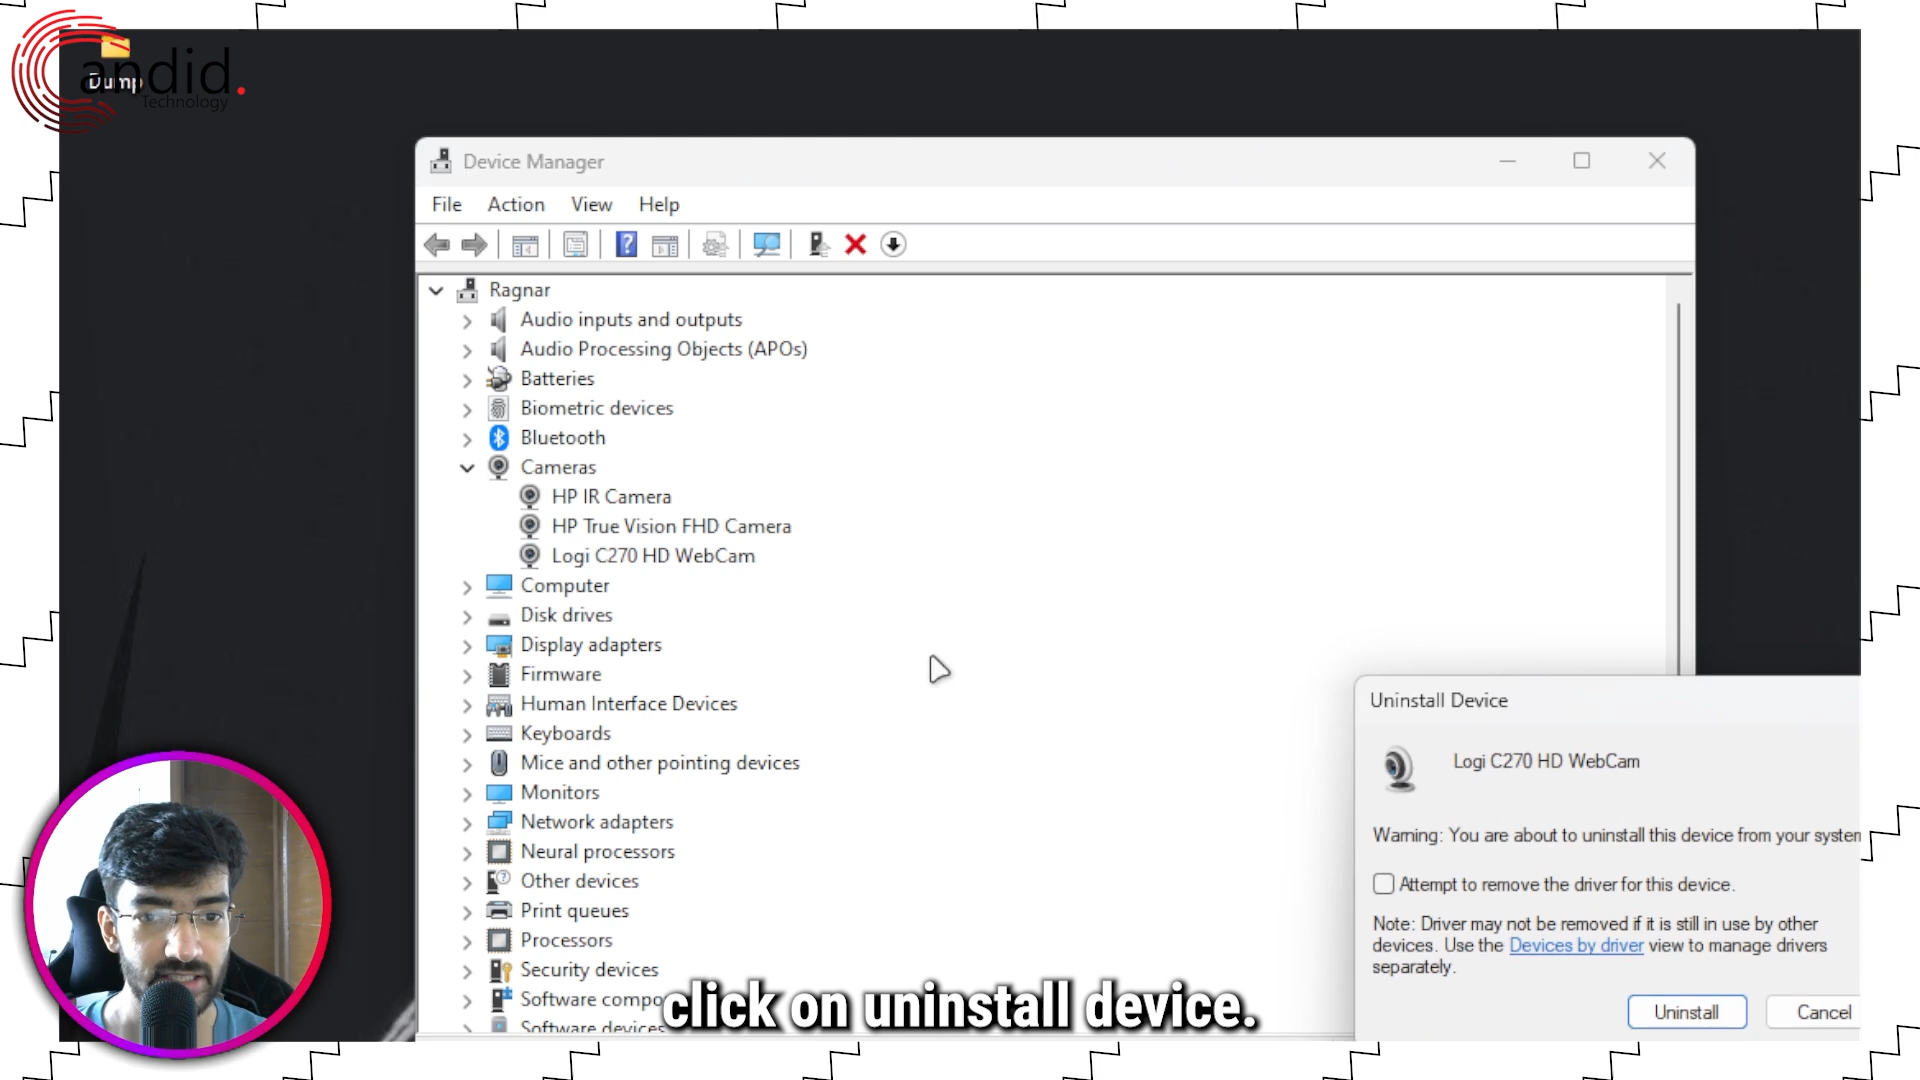 andid.
Technology
Dump
Device Manager
File Action View Help
Ragnar
Audio inputs and outputs
Audio Processing Objects (APOs)
Batteries
Biometric devices
Bluetooth
Cameras
HP IR Camera
HP True Vision FHD Camera
Logi C270 HD WebCam
Computer
Disk drives
Display adapters
Firmware
Human Interface Devices
Keyboards
Mice and other pointing devices
Monitors
Network adapters
Neural processors
Other devices
Print queues
Processors
Security devices
Software compo
Software devices
Uninstall Device
Logi C270 HD WebCam
Warning: You are about to uninstall this device from your system
Attempt to remove the driver for this device.
Note: Driver may not be removed if it is still in use by other
devices. Use the Devices by driver view to manage drivers
separately.
Uninstall Cancel
click on uninstall device.